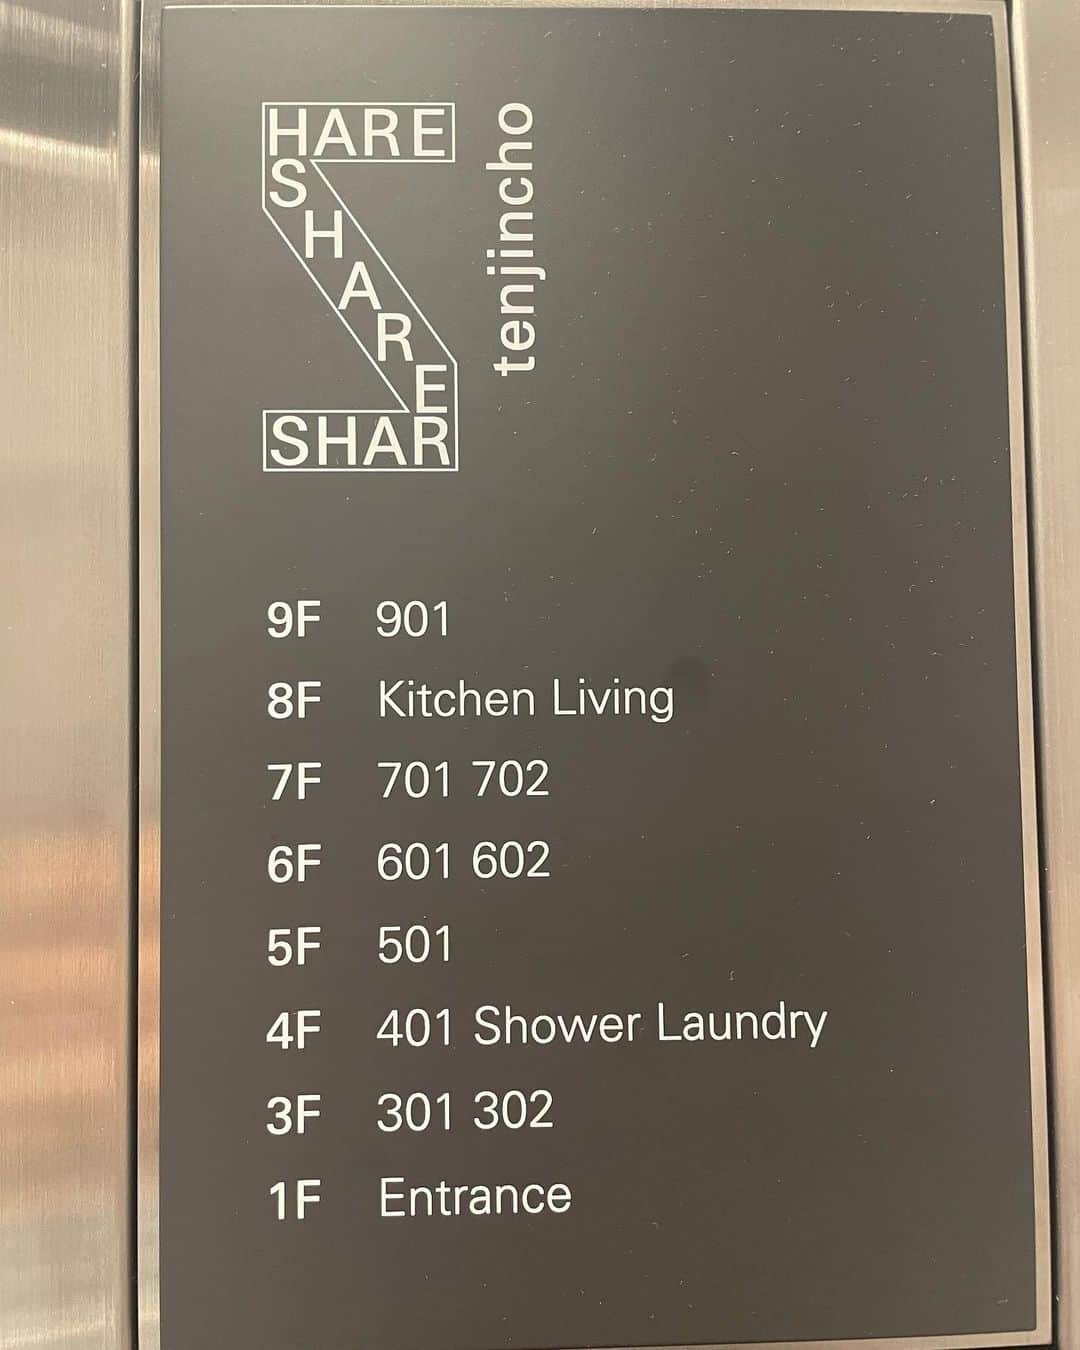 HARE
S
H
A
R
E
SHAR
tenjincho
9F 901
8F Kitchen Living
7F 701 702
6F 601 602
5F 501
4F 401 Shower Laundry
3F 301 302
1F Entrance